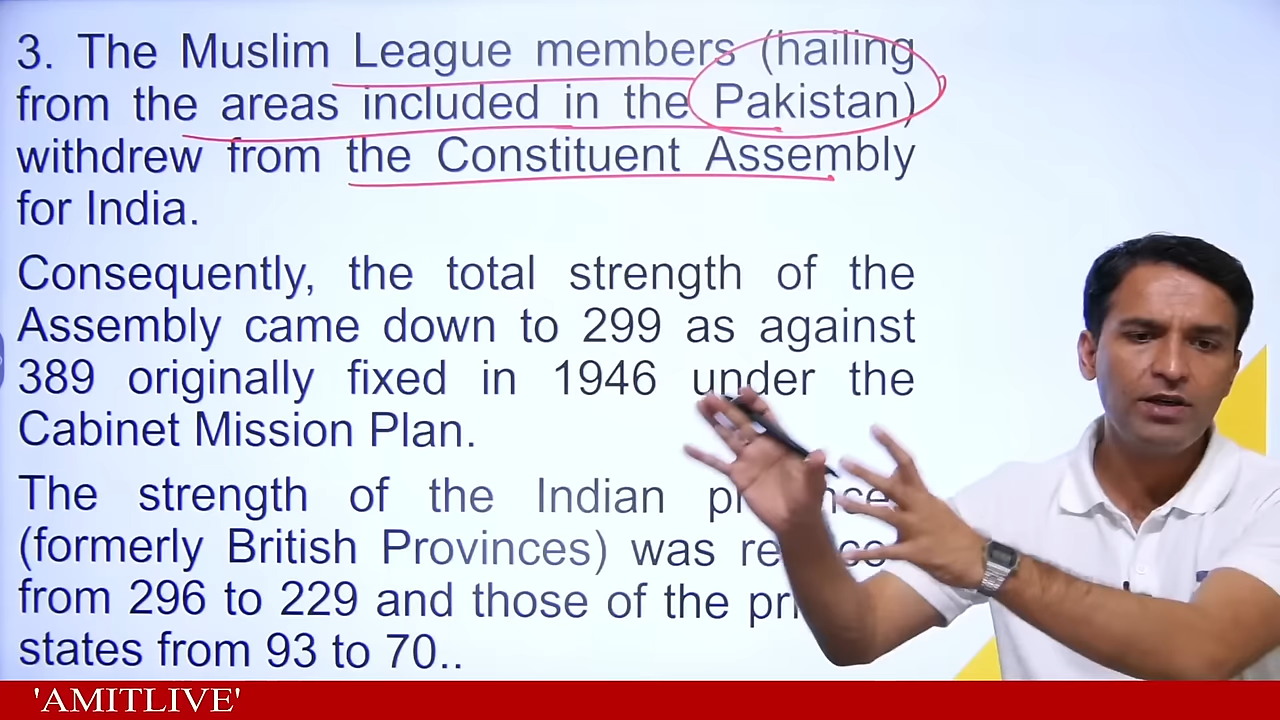 3. The Muslim League members (hailing
from the areas included in the Pakistan)
withdrew from the Constituent Assembly
for India.
Consequently, the total strength of the
Assembly came down to 299 as against
389 originally fixed in 1946 under the
Cabinet Mission Plan.
The strength of the Indian
(formerly British Provinces) was
from 296 to 229 and those of the
states from 93 to 70..
'AMITLIVE'